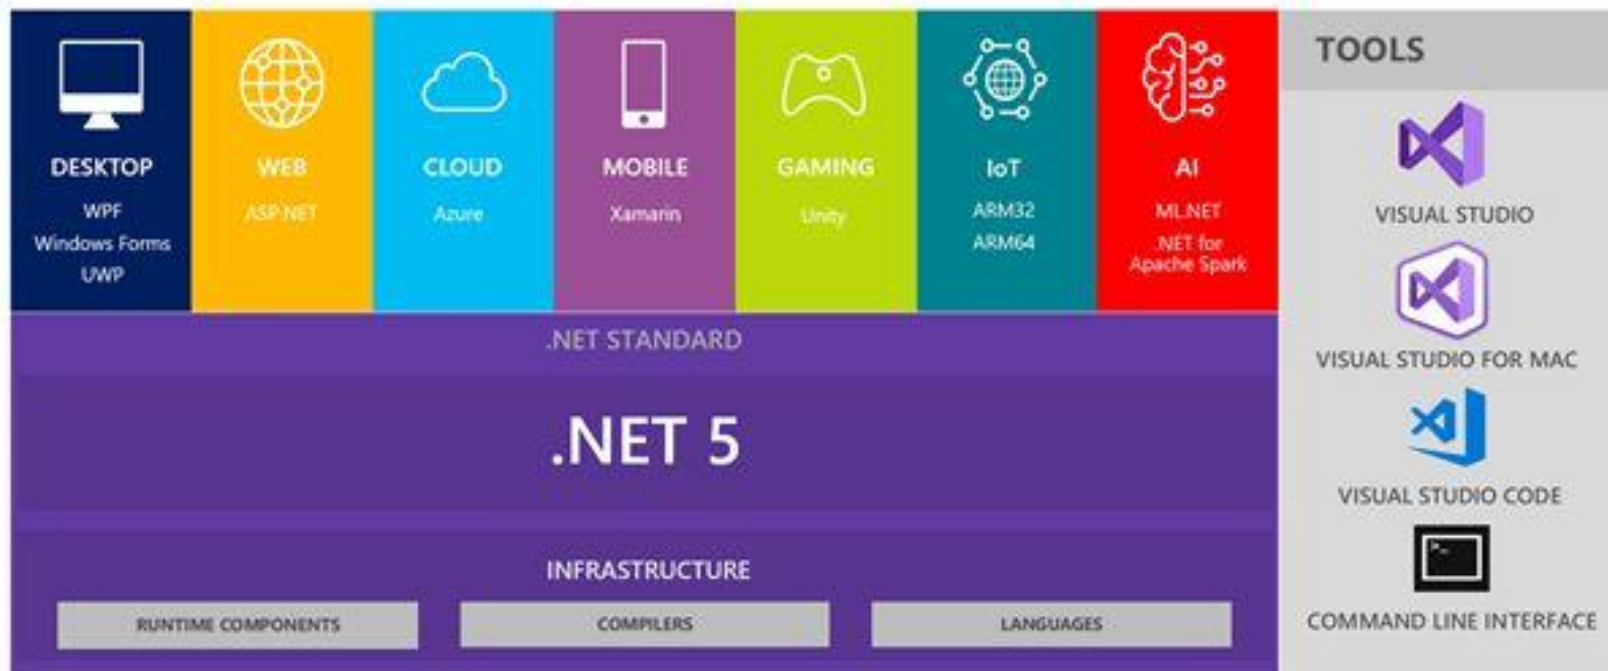 DESKTOP
WPF
Windows Forms
UWP
WEB
ASP.NET
CLOUD
Azure
MOBILE
Xamarin
GAMING
Unity
IoT
ARM32
ARM64
AI
ML.NET
.NET for
Apache Spark
.NET STANDARD
.NET 5
INFRASTRUCTURE
RUNTIME COMPONENTS
COMPILERS
LANGUAGES
TOOLS
VISUAL STUDIO
VISUAL STUDIO FOR MAC
VISUAL STUDIO CODE
COMMAND LINE INTERFACE